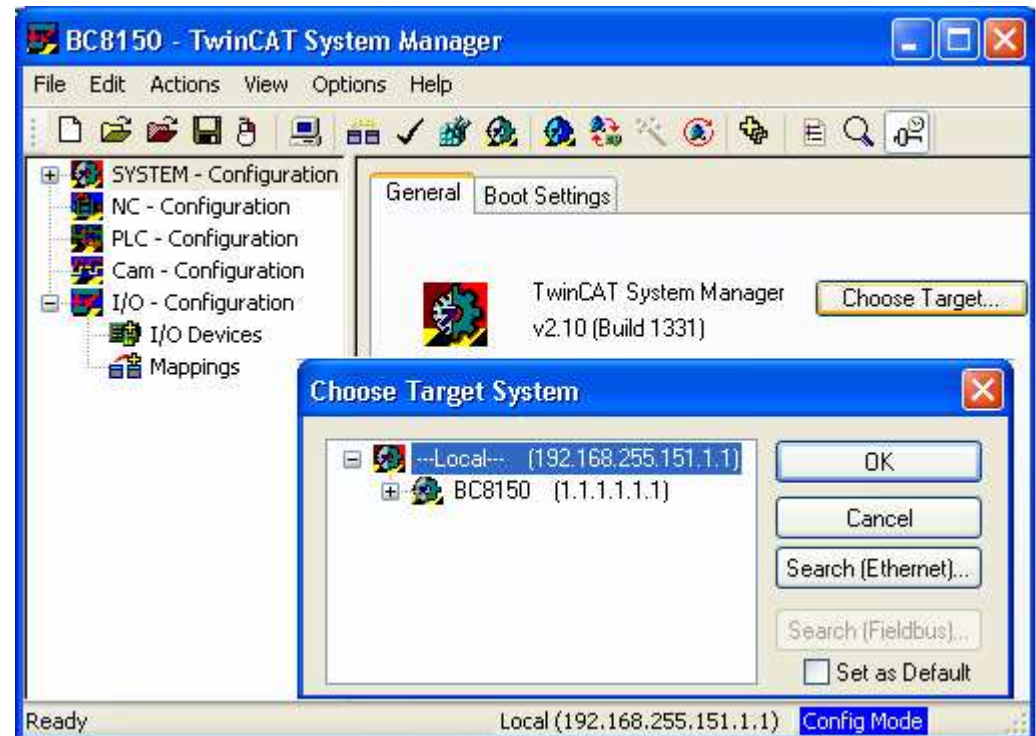 BC8150 - TwinCAT System Manager
File Edit Actions View Options Help
SYSTEM - Configuration
NC - Configuration
PLC - Configuration
Cam - Configuration
I/O - Configuration
I/O Devices
Mappings
General Boot Settings
TwinCAT System Manager
v2.10 (Build 1331)
Choose Target...
Choose Target System
---Local--- (192.168.255.151.1.1)
BC8150 (1.1.1.1.1.1)
OK
Cancel
Search (Ethernet)...
Search (Fieldbus)...
Set as Default
Ready Local (192.168.255.151.1.1) Config Mode